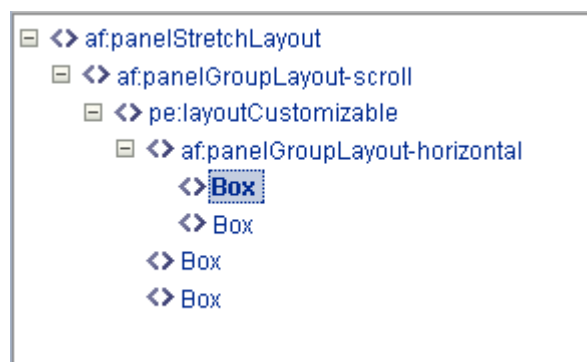 af:panelStretchLayout
af:panelGroupLayout-scroll
pe:layoutCustomizable
af:panelGroupLayout-horizontal
Box
Box
Box
Box